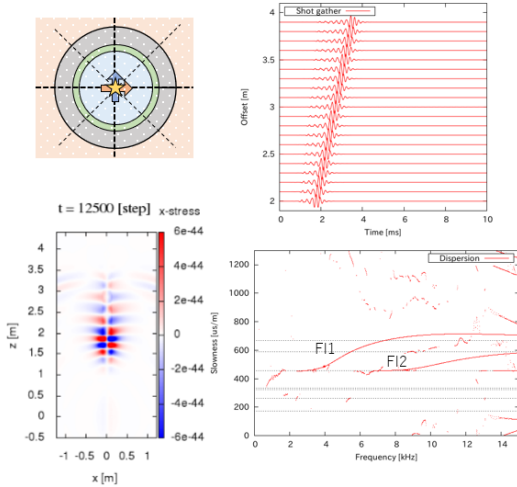 Shot gather
4
3.5
3
2.5
2
Offset [m]
0 2 4 6 8 10
Time [ms]
t = 12500 [step] x-stress
4
3.5
3
2.5
2
1.5
1
0.5
0
-0.5
z [m]
-1 -0.5 0 0.5 1
x [m]
6e-44
4e-44
2e-44
0
-2e-44
-4e-44
-6e-44
Dispersion
1200
1000
800
600
400
200
0
Slowness [us/m]
Fl1
Fl2
0 2 4 6 8 10 12 14
Frequency [kHz]